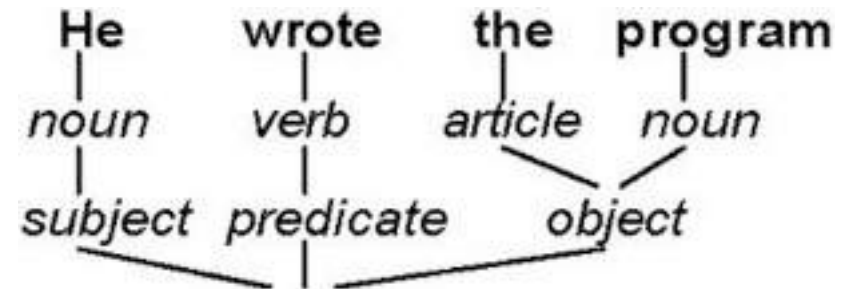 He wrote the program
noun verb article noun
subject predicate object